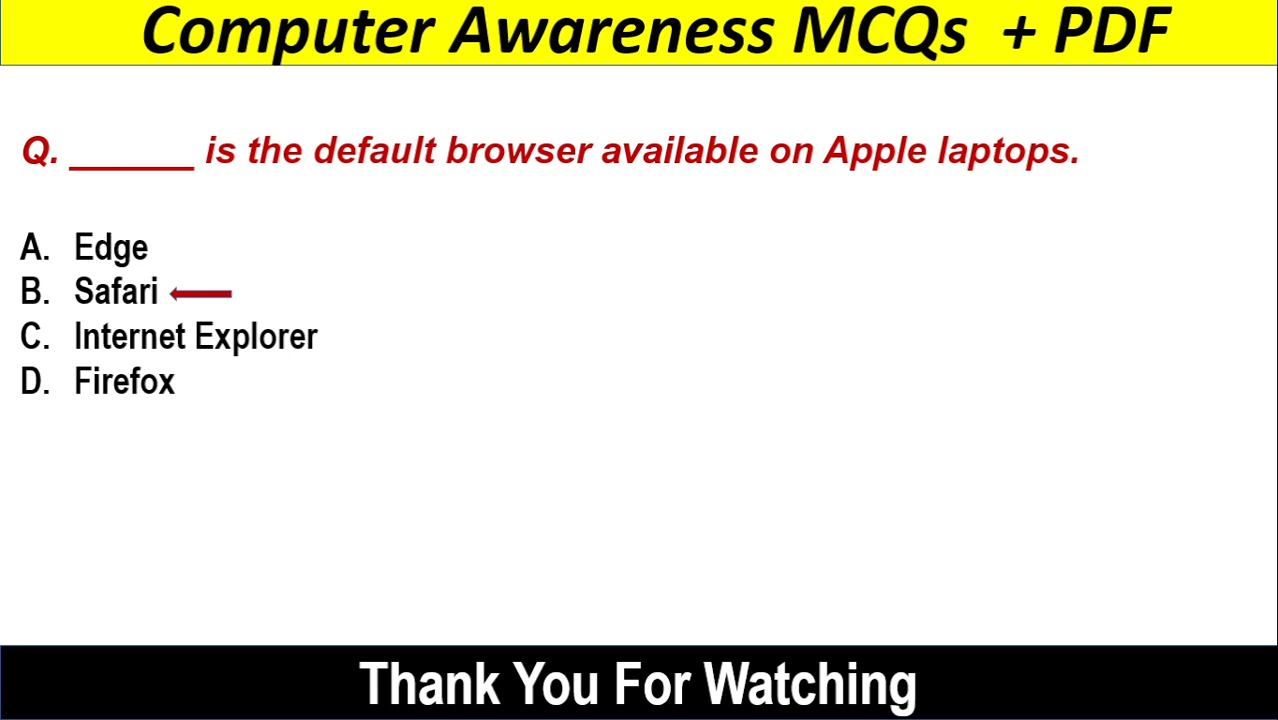 Computer Awareness MCQs + PDF
Q. ______ is the default browser available on Apple laptops.
A. Edge
B. Safari
C. Internet Explorer
D. Firefox
Thank You For Watching